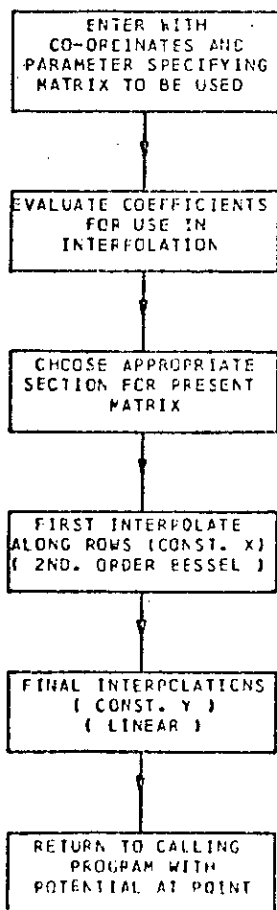 ENTER WITH
CO-ORDINATES AND
PARAMETER SPECIFYING
MATRIX TO BE USED
EVALUATE COEFFICIENTS
FOR USE IN
INTERPOLATION
CHOOSE APPROPRIATE
SECTION FOR PRESENT
MATRIX
FIRST INTERPOLATE
ALONG ROWS (CONST. X)
( 2ND. ORDER BESSEL )
FINAL INTERPOLATIONS
( CONST. Y )
( LINEAR )
RETURN TO CALLING
PROGRAM WITH
POTENTIAL AT POINT